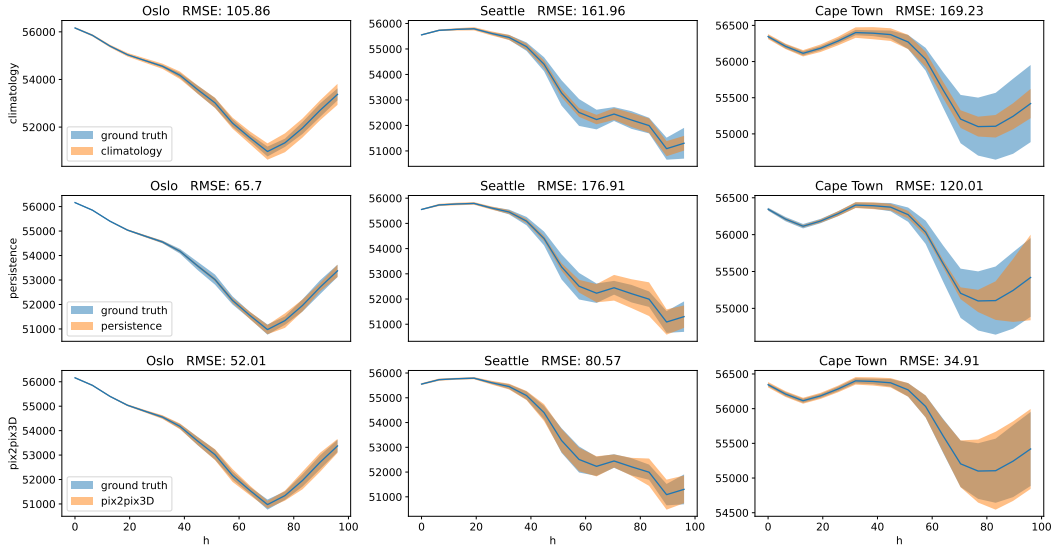 Oslo   RMSE: 105.86
Seattle   RMSE: 161.96
Cape Town   RMSE: 169.23
climatology
56000
54000
52000
ground truth
climatology
56000
55000
54000
53000
52000
51000
56500
56000
55500
55000
Oslo   RMSE: 65.7
Seattle   RMSE: 176.91
Cape Town   RMSE: 120.01
persistence
56000
55000
54000
53000
52000
51000
ground truth
persistence
56000
55000
54000
53000
52000
51000
56500
56000
55500
55000
Oslo   RMSE: 52.01
Seattle   RMSE: 80.57
Cape Town   RMSE: 34.91
pix2pix3D
56000
55000
54000
53000
52000
51000
ground truth
pix2pix3D
0 20 40 60 80 100
h
56000
55000
54000
53000
52000
51000
0 20 40 60 80 100
h
56500
56000
55500
55000
54500
0 20 40 60 80 100
h